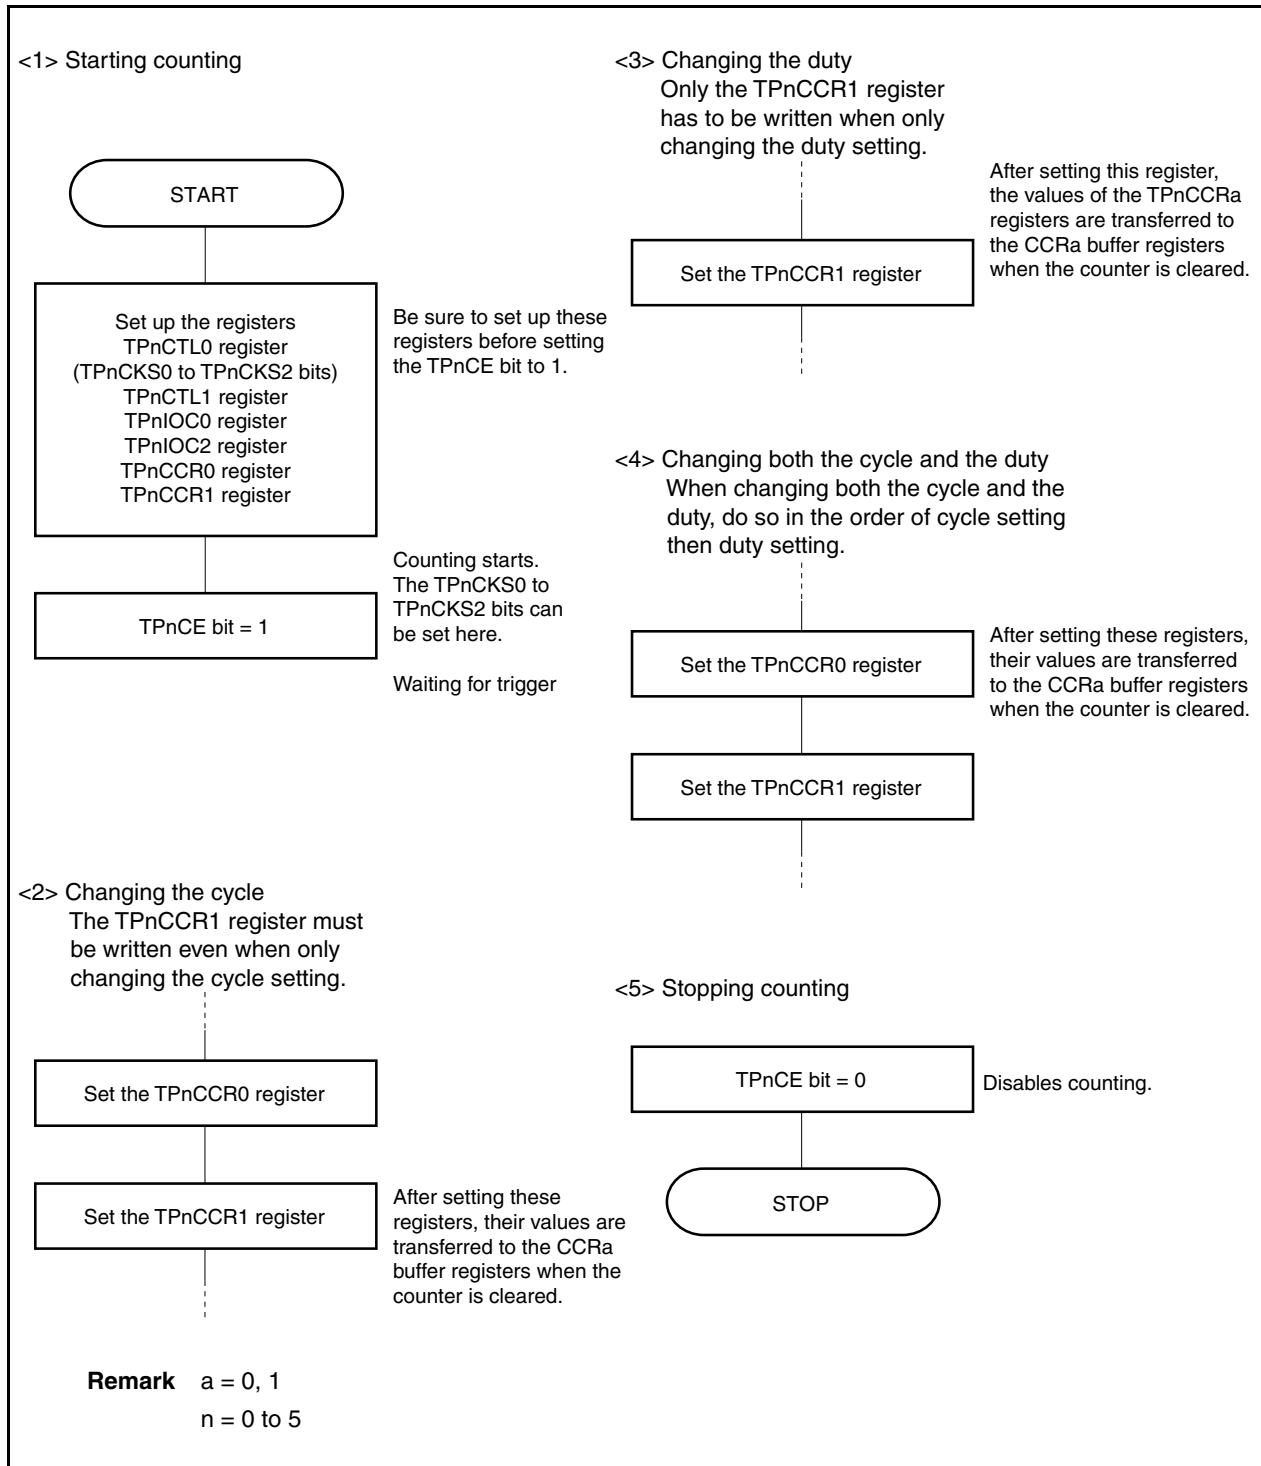 <1> Starting counting
START
Set up the registers
TPnCTL0 register
(TPnCKS0 to TPnCKS2 bits)
TPnCTL1 register
TPnIOC0 register
TPnIOC2 register
TPnCCR0 register
TPnCCR1 register
Be sure to set up these
registers before setting
the TPnCE bit to 1.
TPnCE bit = 1
Counting starts.
The TPnCKS0 to
TPnCKS2 bits can
be set here.
Waiting for trigger
<2> Changing the cycle
The TPnCCR1 register must
be written even when only
changing the cycle setting.
Set the TPnCCR0 register
Set the TPnCCR1 register
After setting these
registers, their values are
transferred to the CCRa
buffer registers when the
counter is cleared.
<3> Changing the duty
Only the TPnCCR1 register
has to be written when only
changing the duty setting.
Set the TPnCCR1 register
After setting this register,
the values of the TPnCCRa
registers are transferred to
the CCRa buffer registers
when the counter is cleared.
<4> Changing both the cycle and the duty
When changing both the cycle and the
duty, do so in the order of cycle setting
then duty setting.
Set the TPnCCR0 register
Set the TPnCCR1 register
After setting these registers,
their values are transferred
to the CCRa buffer registers
when the counter is cleared.
<5> Stopping counting
TPnCE bit = 0
Disables counting.
STOP
Remark a = 0, 1
n = 0 to 5